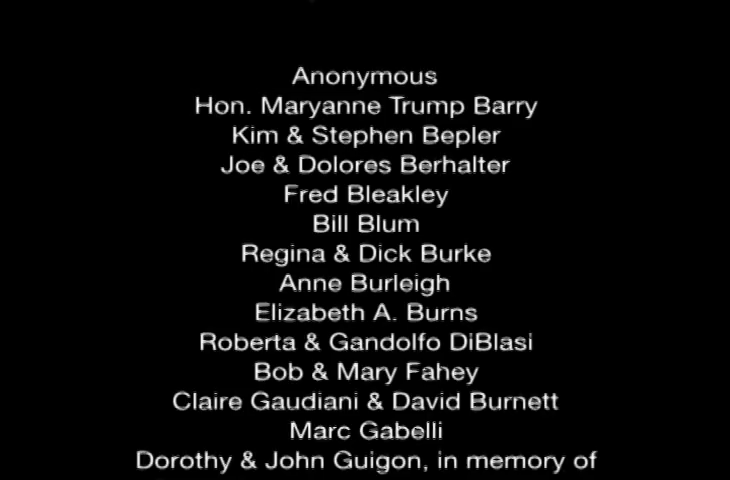 Anonymous
Hon. Maryanne Trump Barry
Kim & Stephen Bepler
Joe & Dolores Berhalter
Fred Bleakley
Bill Blum
Regina & Dick Burke
Anne Burleigh
Elizabeth A. Burns
Roberta & Gandolfo DiBlasi
Bob & Mary Fahey
Claire Gaudiani & David Burnett
Marc Gabelli
Dorothy & John Guigon, in memory of